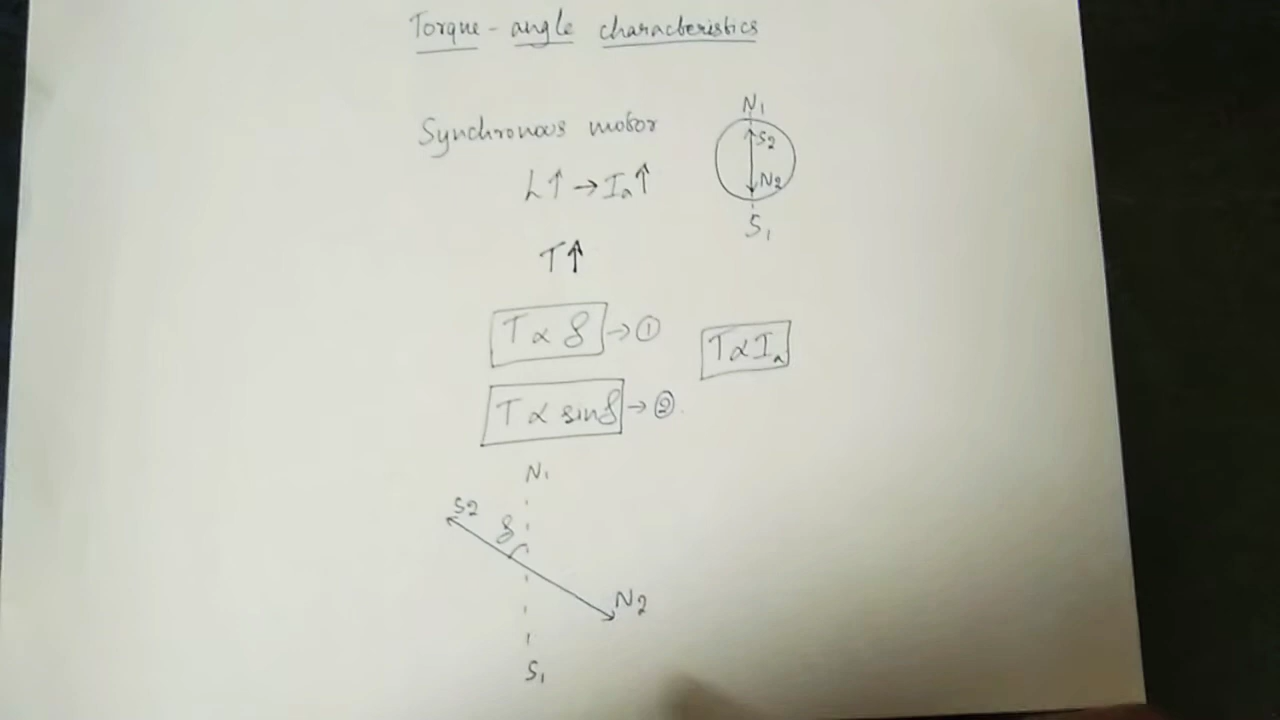 Torque - angle characteristics
Synchronous motor
N1
S2
N2
S1
L↑ → Ia↑
T↑
T ∝ δ → ①
T ∝ Ia
T ∝ sinδ → ②
N1
S2
δ
N2
S1